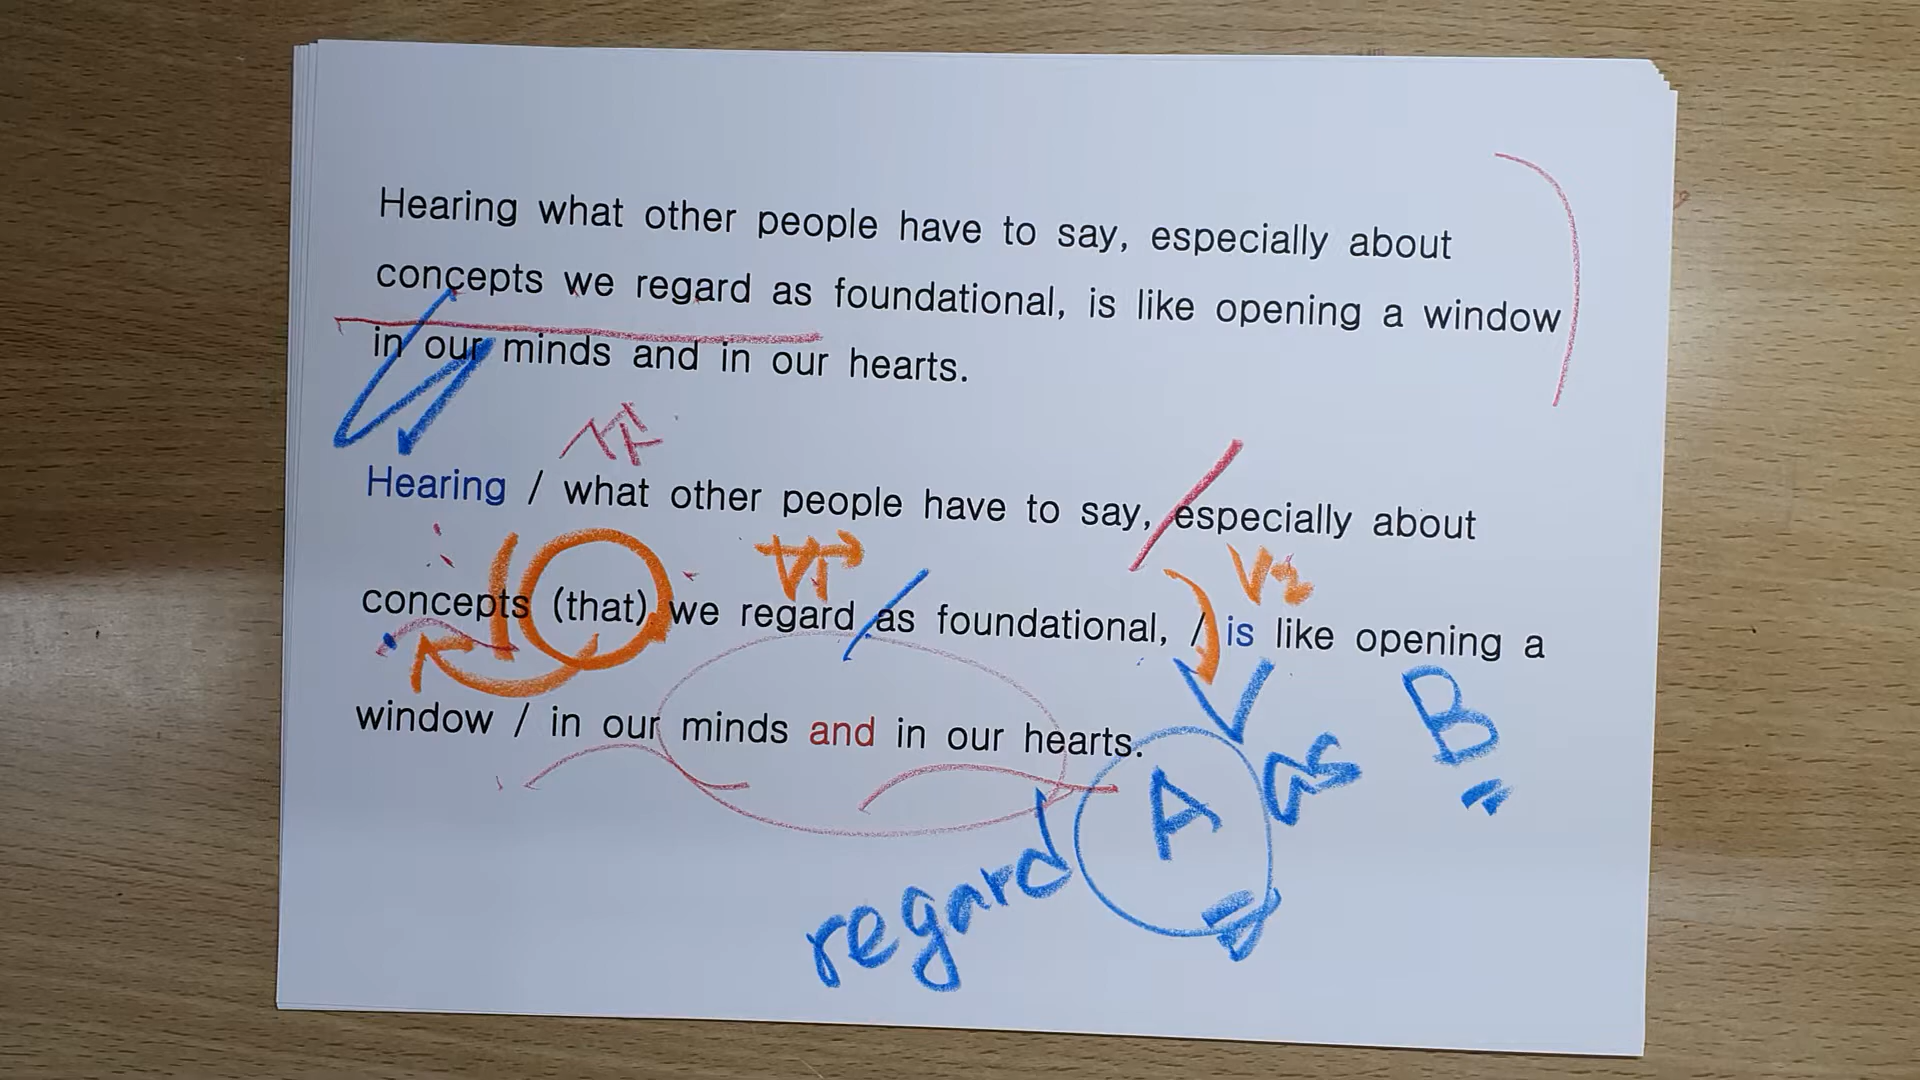 Hearing what other people have to say, especially about
concepts we regard as foundational, is like opening a window
in our minds and in our hearts.
Hearing / what other people have to say, especially about
V1 V2
concepts (that) we regard as foundational, / is like opening a
window / in our minds and in our hearts.
regard A as B